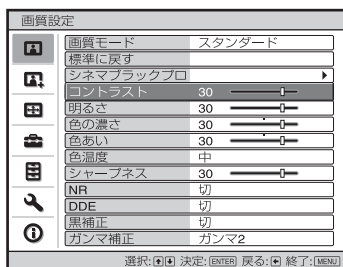 画質設定
画質モード スタンダード
標準に戻す
シネマブラックプロ
コントラスト 30
明るさ 30
色の濃さ 30
色あい 30
色温度 中
シャープネス 30
NR 切
DDE 切
黒補正 切
ガンマ補正 ガンマ2
選択: 決定: ENTER 戻る: 終了: MENU